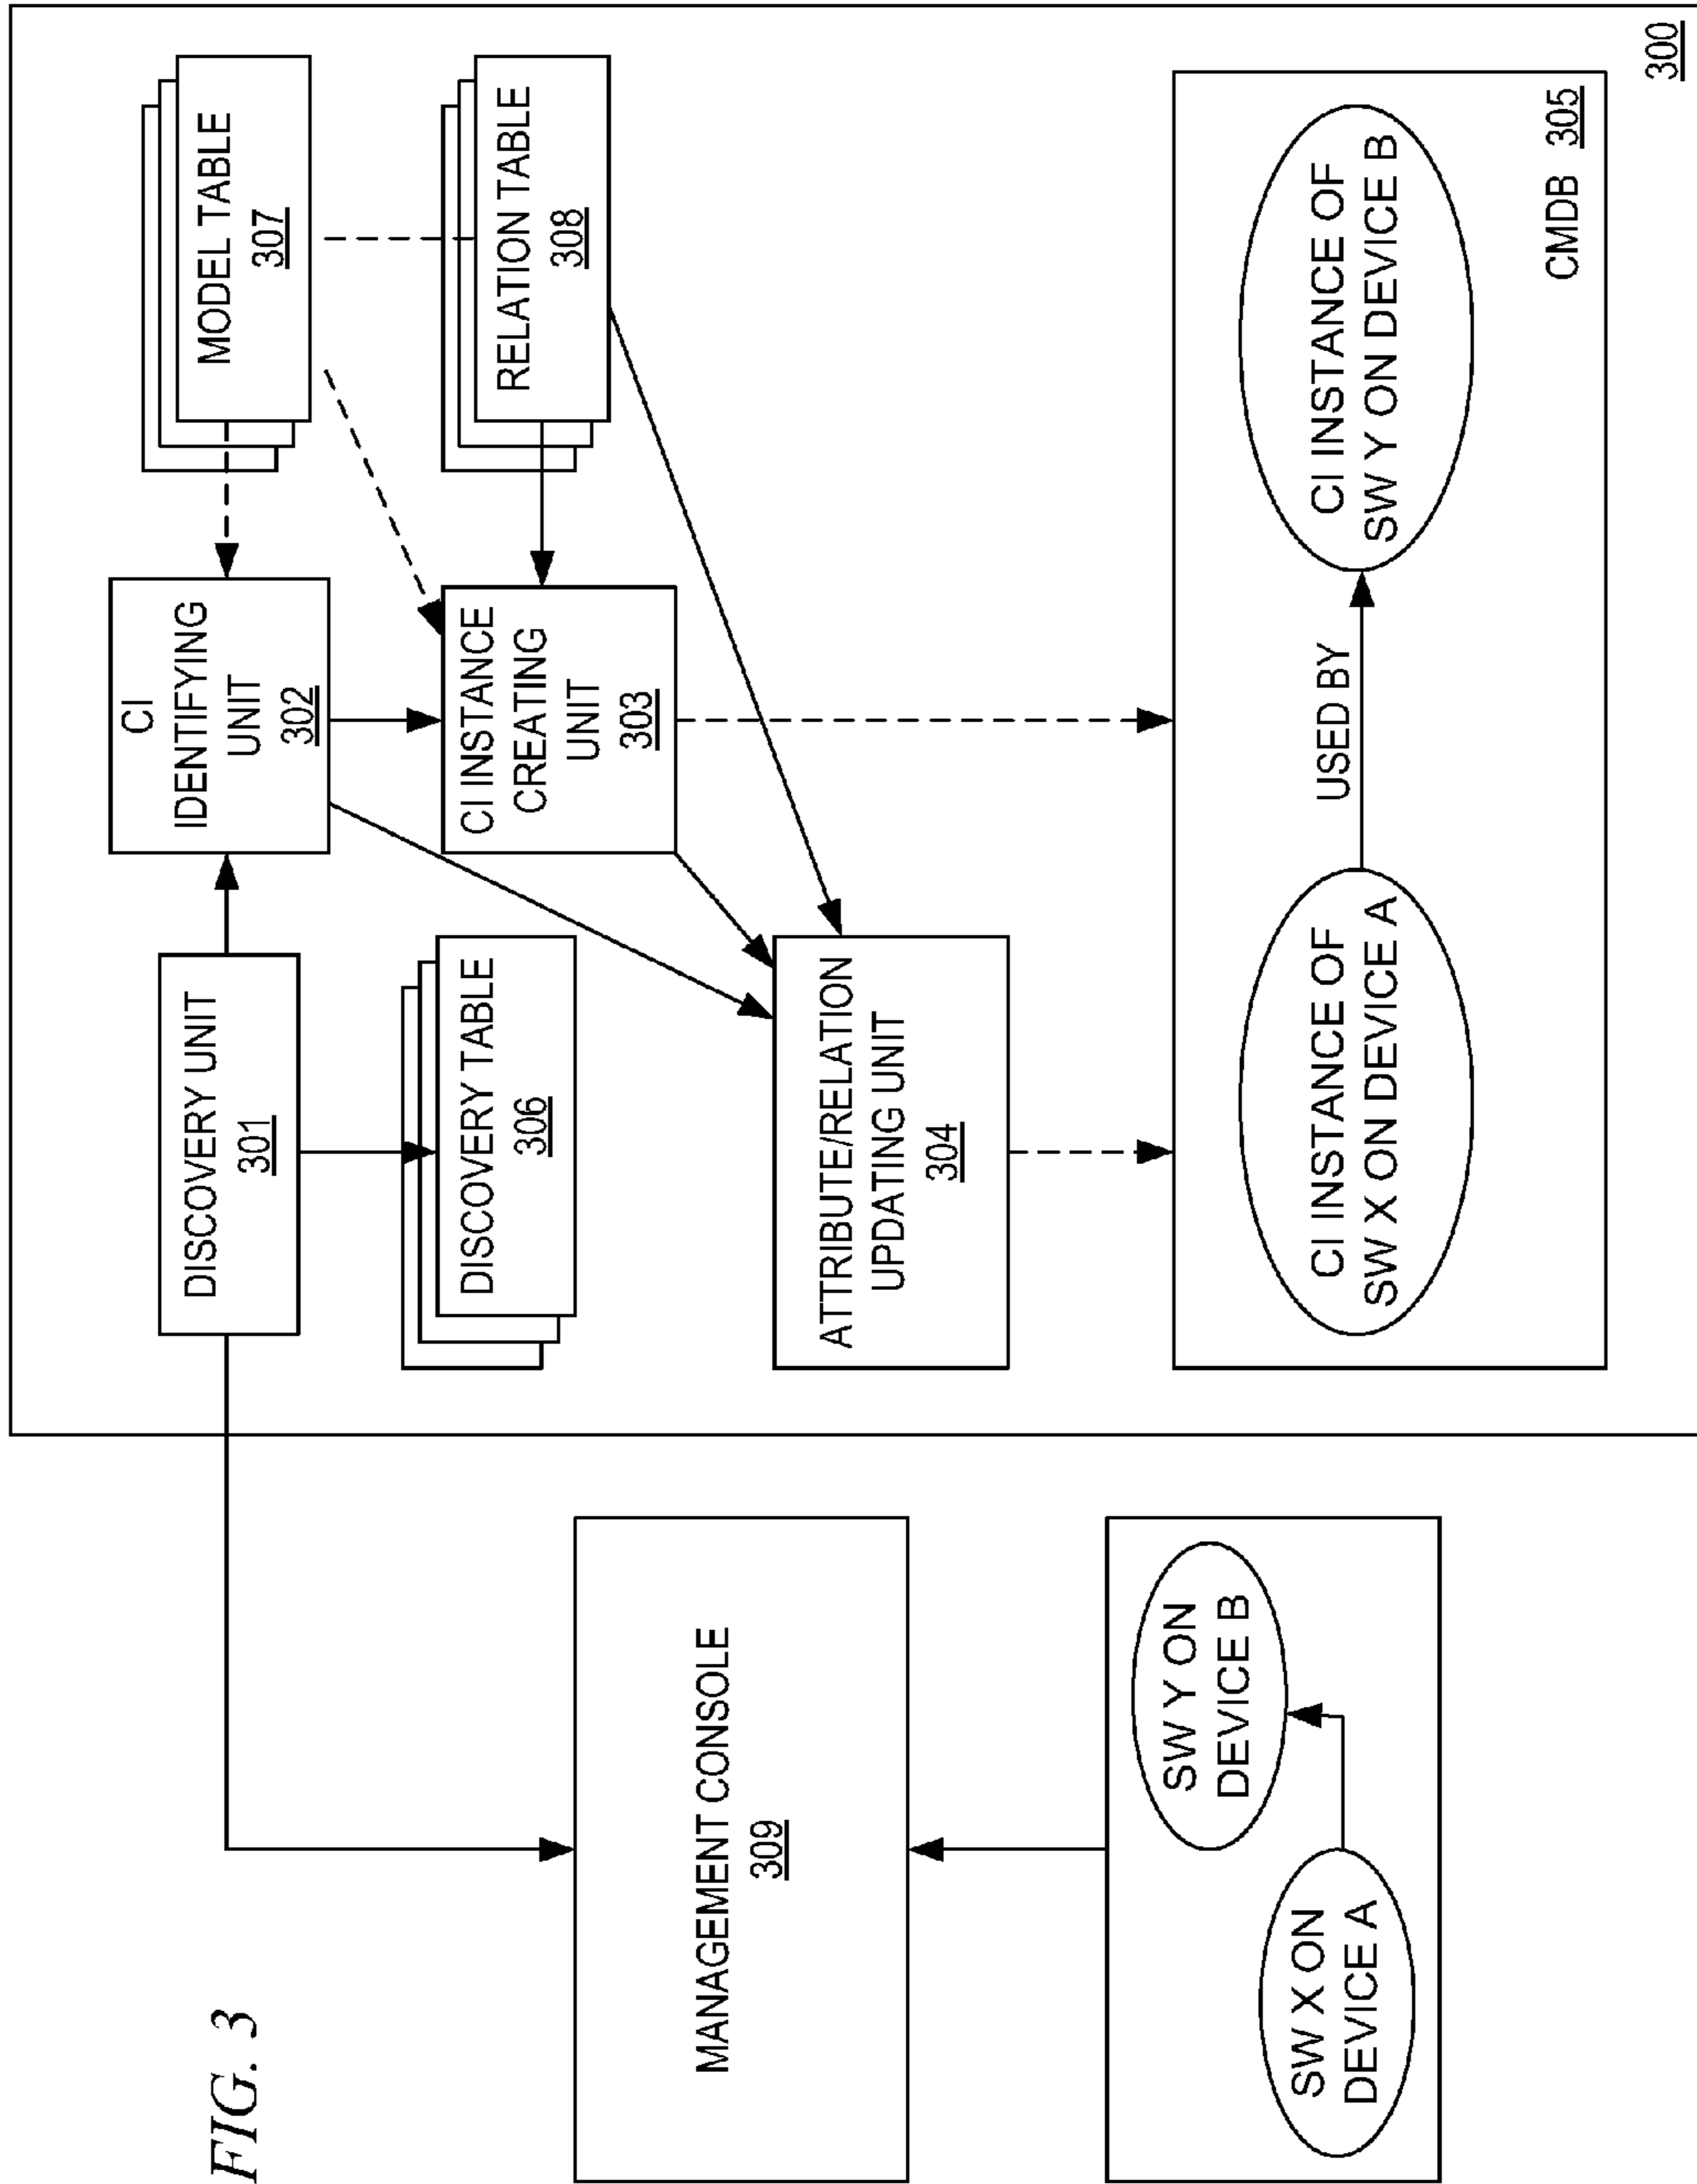 FIG. 3
DISCOVERY UNIT
301
CI
IDENTIFYING
UNIT
302
MODEL TABLE
307
DISCOVERY TABLE
306
CI INSTANCE
CREATING
UNIT
303
RELATION TABLE
308
MANAGEMENT CONSOLE
309
ATTRIBUTE/RELATION
UPDATING UNIT
304
SW Y ON
DEVICE B
SW X ON
DEVICE A
CI INSTANCE OF
SW X ON DEVICE A
USED BY
CI INSTANCE OF
SW Y ON DEVICE B
CMDB 305
300